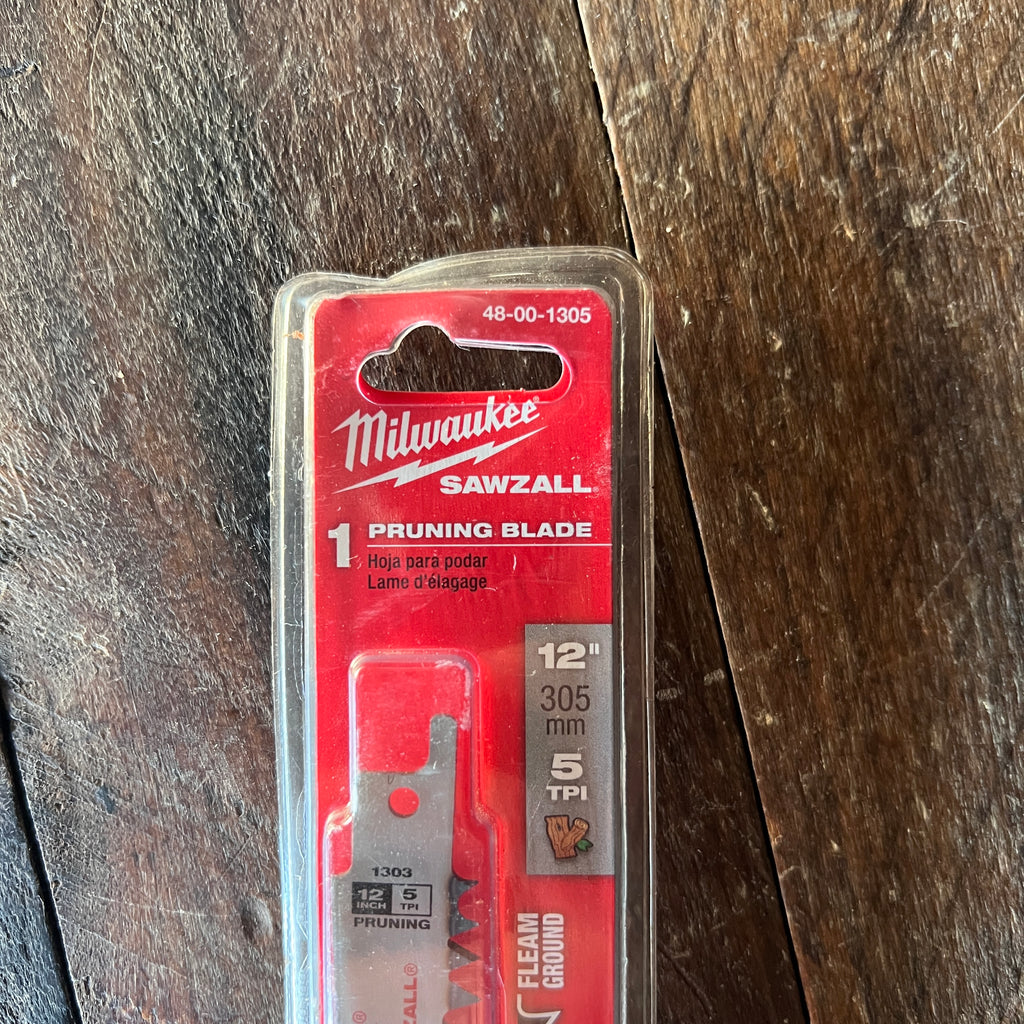 48-00-1305
Milwaukee®
SAWZALL®
1 PRUNING BLADE
Hoja para podar
Lame d'élagage
12"
305
mm
5
TPI
1303
12 5
INCH TPI
PRUNING
FLEAM
GROUND